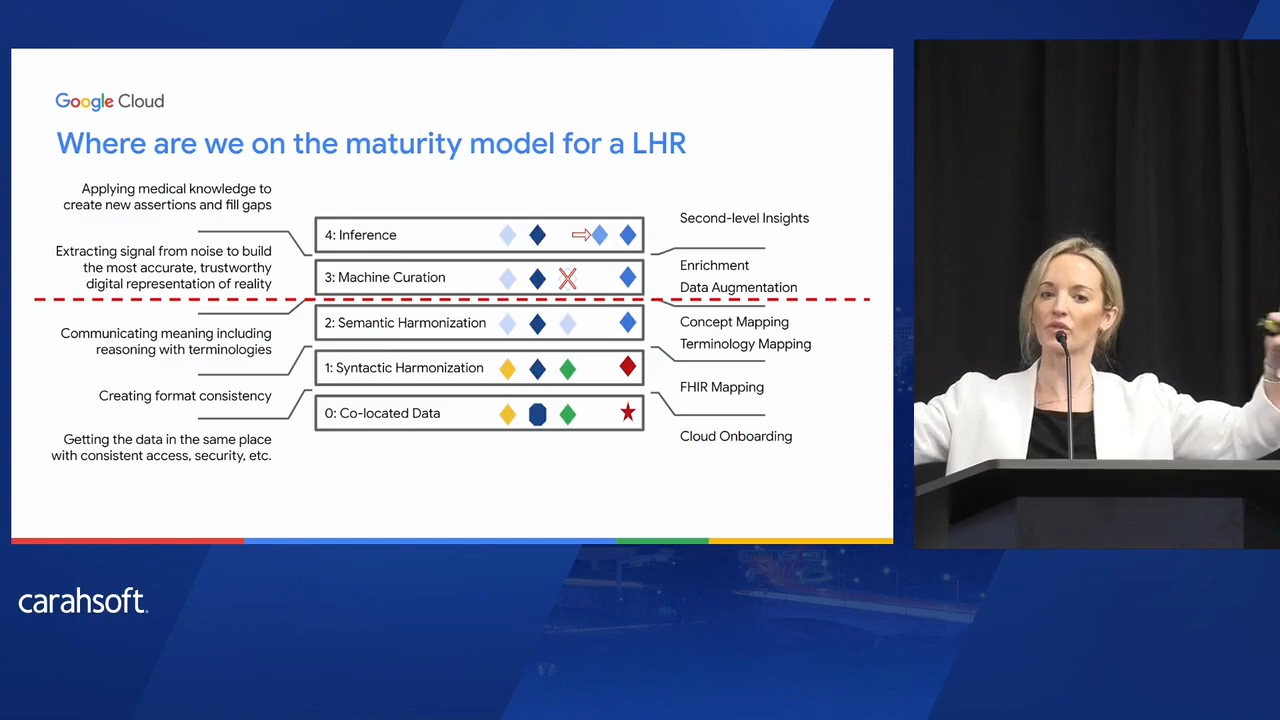 Google Cloud
Where are we on the maturity model for a LHR
Applying medical knowledge to
create new assertions and fill gaps
Extracting signal from noise to build
the most accurate, trustworthy
digital representation of reality
Communicating meaning including
reasoning with terminologies
Creating format consistency
Getting the data in the same place
with consistent access, security, etc.
4: Inference
3: Machine Curation
2: Semantic Harmonization
1: Syntactic Harmonization
0: Co-located Data
Second-level Insights
Enrichment
Data Augmentation
Concept Mapping
Terminology Mapping
FHIR Mapping
Cloud Onboarding
carahsoft.